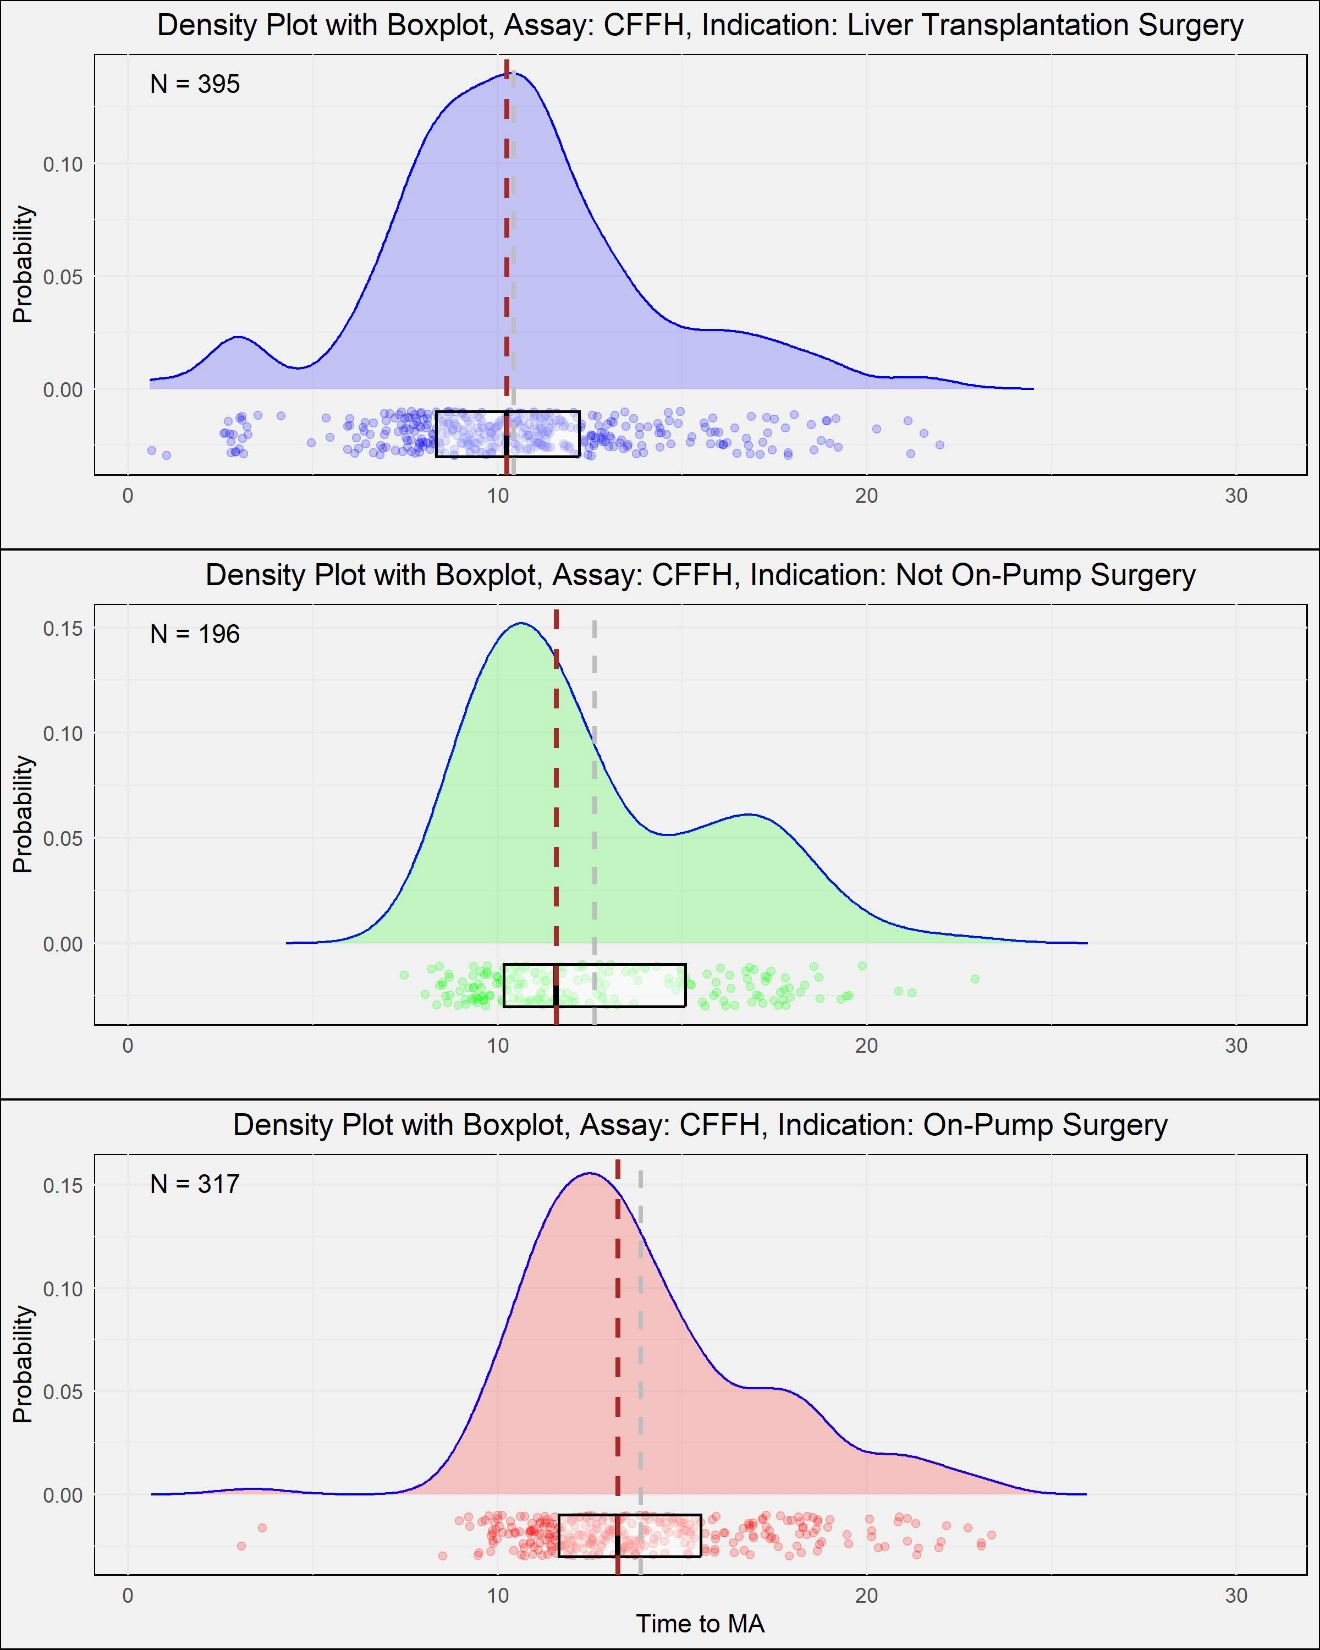 Density Plot with Boxplot, Assay: CFFH, Indication: Liver Transplantation Surgery
N = 395
0.10
0.05
0.00
Probability
0 10 20 30
Density Plot with Boxplot, Assay: CFFH, Indication: Not On-Pump Surgery
N = 196
0.15
0.10
0.05
0.00
Probability
0 10 20 30
Density Plot with Boxplot, Assay: CFFH, Indication: On-Pump Surgery
N = 317
0.15
0.10
0.05
0.00
Probability
0 10 20 30
Time to MA